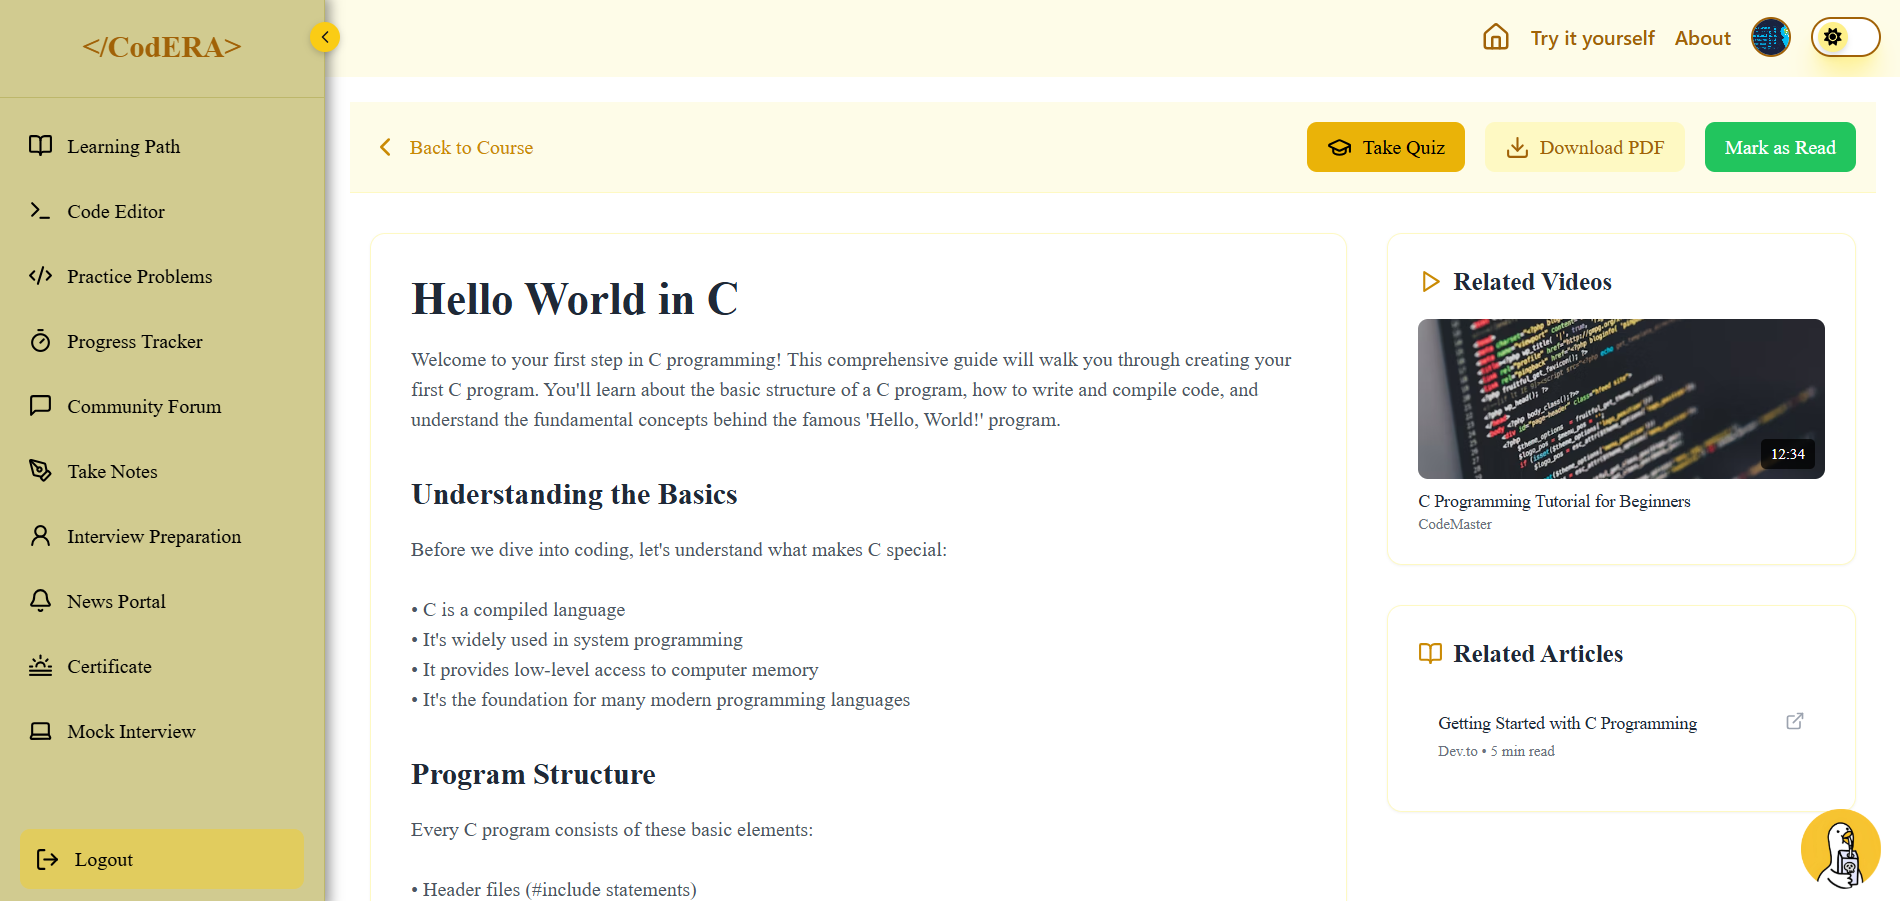 </CodERA>
Learning Path
Code Editor
Practice Problems
Progress Tracker
Community Forum
Take Notes
Interview Preparation
News Portal
Certificate
Mock Interview
Logout
Try it yourself
About
Back to Course
Take Quiz
Download PDF
Mark as Read
Hello World in C
Welcome to your first step in C programming! This comprehensive guide will walk you through creating your
first C program. You'll learn about the basic structure of a C program, how to write and compile code, and
understand the fundamental concepts behind the famous 'Hello, World!' program.
Understanding the Basics
Before we dive into coding, let's understand what makes C special:
• C is a compiled language
• It's widely used in system programming
• It provides low-level access to computer memory
• It's the foundation for many modern programming languages
Program Structure
Every C program consists of these basic elements:
• Header files (#include statements)
Related Videos
12:34
C Programming Tutorial for Beginners
CodeMaster
Related Articles
Getting Started with C Programming
Dev.to • 5 min read